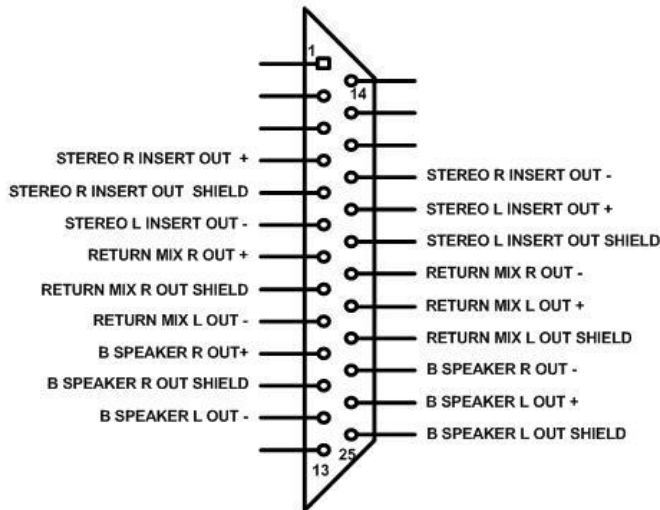 1
14
STEREO R INSERT OUT +
STEREO R INSERT OUT -
STEREO R INSERT OUT SHIELD
STEREO L INSERT OUT +
STEREO L INSERT OUT -
STEREO L INSERT OUT SHIELD
RETURN MIX R OUT +
RETURN MIX R OUT -
RETURN MIX R OUT SHIELD
RETURN MIX L OUT +
RETURN MIX L OUT -
RETURN MIX L OUT SHIELD
B SPEAKER R OUT+
B SPEAKER R OUT -
B SPEAKER R OUT SHIELD
B SPEAKER L OUT +
B SPEAKER L OUT -
B SPEAKER L OUT SHIELD
25
13